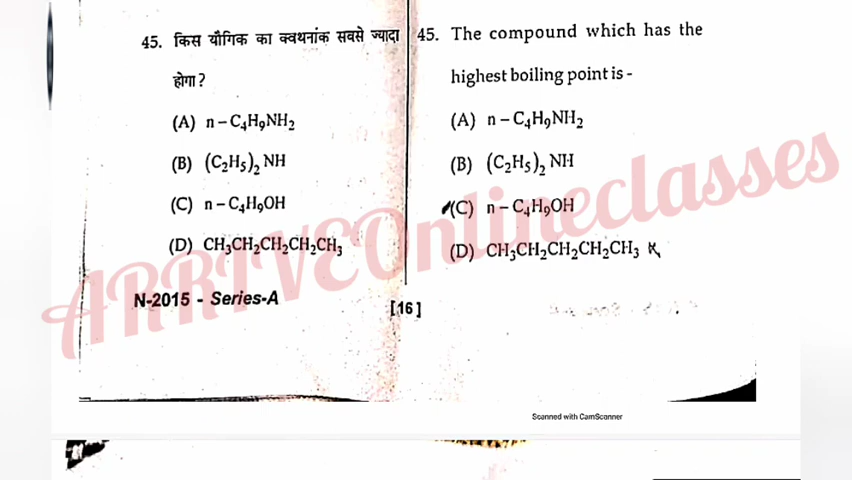 45. किस यौगिक का क्वथनांक सबसे ज्यादा
होगा?
(A) n – C₄H₉NH₂
(B) (C₂H₅)₂ NH
(C) n – C₄H₉OH
(D) CH₃CH₂CH₂CH₂CH₃
N-2015 - Series-A
45. The compound which has the
highest boiling point is -
(A) n – C₄H₉NH₂
(B) (C₂H₅)₂ NH
(C) n – C₄H₉OH
(D) CH₃CH₂CH₂CH₂CH₃
[16]
ARRIVEOnlineclasses
Scanned with CamScanner